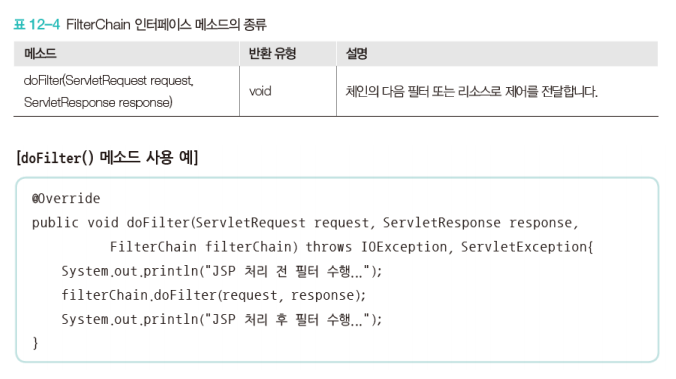 표 12-4 FilterChain 인터페이스 메소드의 종류
메소드 반환 유형 설명
doFilter(ServletRequest request,
ServletResponse response) void 체인의 다음 필터 또는 리소스로 제어를 전달합니다.
[doFilter() 메소드 사용 예]
@Override
public void doFilter(ServletRequest request, ServletResponse response,
FilterChain filterChain) throws IOException, ServletException{
System.out.println("JSP 처리 전 필터 수행...");
filterChain.doFilter(request, response);
System.out.println("JSP 처리 후 필터 수행...");
}